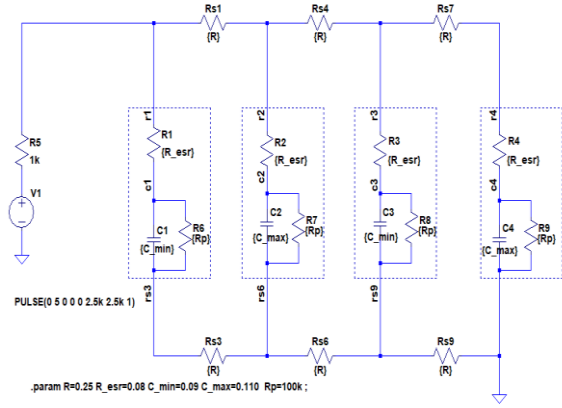 Rs1
{R}
Rs4
{R}
Rs7
{R}
r1
r2
r3
r4
R5
1k
R1
{R_esr}
R2
{R_esr}
R3
{R_esr}
R4
{R_esr}
V1
c1
c2
c3
c4
C1
{C_min}
R6
{Rp}
C2
{C_max}
R7
{Rp}
C3
{C_min}
R8
{Rp}
C4
{C_max}
R9
{Rp}
rs3
rs6
rs9
PULSE(0 5 0 0 0 2.5k 2.5k 1)
Rs3
{R}
Rs6
{R}
Rs9
{R}
.param R=0.25 R_esr=0.08 C_min=0.09 C_max=0.110 Rp=100k ;